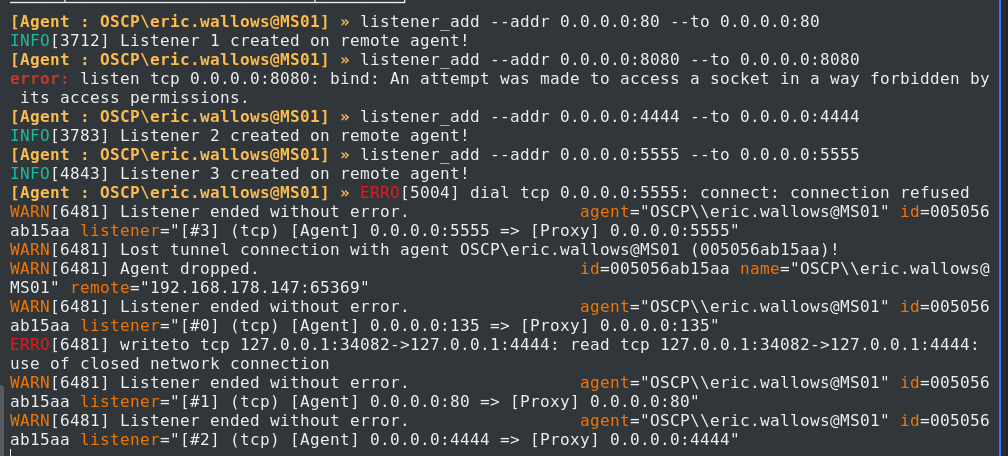 [Agent : OSCP\eric.wallows@MS01] » listener_add --addr 0.0.0.0:80 --to 0.0.0.0:80
INFO[3712] Listener 1 created on remote agent!
[Agent : OSCP\eric.wallows@MS01] » listener_add --addr 0.0.0.0:8080 --to 0.0.0.0:8080
error: listen tcp 0.0.0.0:8080: bind: An attempt was made to access a socket in a way forbidden by
its access permissions.
[Agent : OSCP\eric.wallows@MS01] » listener_add --addr 0.0.0.0:4444 --to 0.0.0.0:4444
INFO[3783] Listener 2 created on remote agent!
[Agent : OSCP\eric.wallows@MS01] » listener_add --addr 0.0.0.0:5555 --to 0.0.0.0:5555
INFO[4843] Listener 3 created on remote agent!
[Agent : OSCP\eric.wallows@MS01] » ERRO[5004] dial tcp 0.0.0.0:5555: connect: connection refused
WARN[6481] Listener ended without error. agent="OSCP\\eric.wallows@MS01" id=005056
ab15aa listener="[#3] (tcp) [Agent] 0.0.0.0:5555 => [Proxy] 0.0.0.0:5555"
WARN[6481] Lost tunnel connection with agent OSCP\eric.wallows@MS01 (005056ab15aa)!
WARN[6481] Agent dropped. id=005056ab15aa name="OSCP\\eric.wallows@
MS01" remote="192.168.178.147:65369"
WARN[6481] Listener ended without error. agent="OSCP\\eric.wallows@MS01" id=005056
ab15aa listener="[#0] (tcp) [Agent] 0.0.0.0:135 => [Proxy] 0.0.0.0:135"
ERRO[6481] writeto tcp 127.0.0.1:34082->127.0.0.1:4444: read tcp 127.0.0.1:34082->127.0.0.1:4444:
use of closed network connection
WARN[6481] Listener ended without error. agent="OSCP\\eric.wallows@MS01" id=005056
ab15aa listener="[#1] (tcp) [Agent] 0.0.0.0:80 => [Proxy] 0.0.0.0:80"
WARN[6481] Listener ended without error. agent="OSCP\\eric.wallows@MS01" id=005056
ab15aa listener="[#2] (tcp) [Agent] 0.0.0.0:4444 => [Proxy] 0.0.0.0:4444"